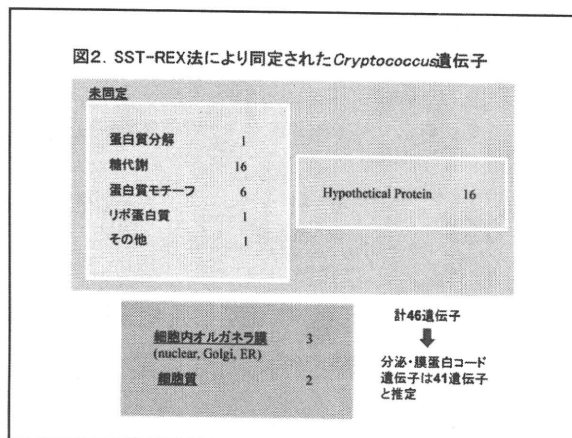 図2. SST-REX法により同定されたCryptococcus遺伝子
未同定
蛋白質分解 1
糖代謝 16
蛋白質モチーフ 6
リポ蛋白質 1
その他 1
Hypothetical Protein 16
細胞内オルガネラ膜 3
(nuclear, Golgi, ER)
細胞質 2
計46遺伝子
分泌・膜蛋白コード
遺伝子は41遺伝子
と推定